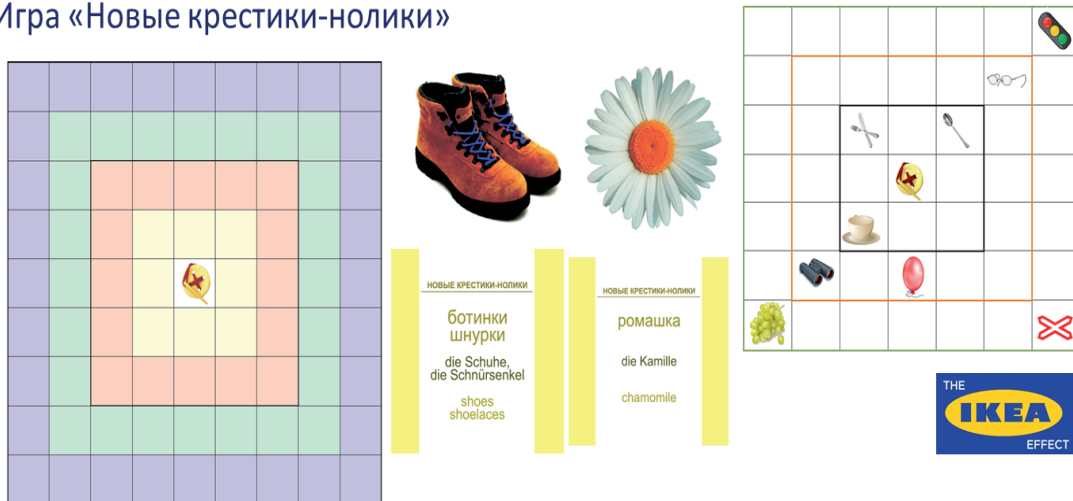 Игра «Новые крестики-нолики»
НОВЫЕ КРЕСТИКИ-НОЛИКИ
ботинки
шнурки
die Schuhe,
die Schnürsenkel
shoes
shoelaces
НОВЫЕ КРЕСТИКИ-НОЛИКИ
ромашка
die Kamille
chamomile
THE
IKEA
EFFECT